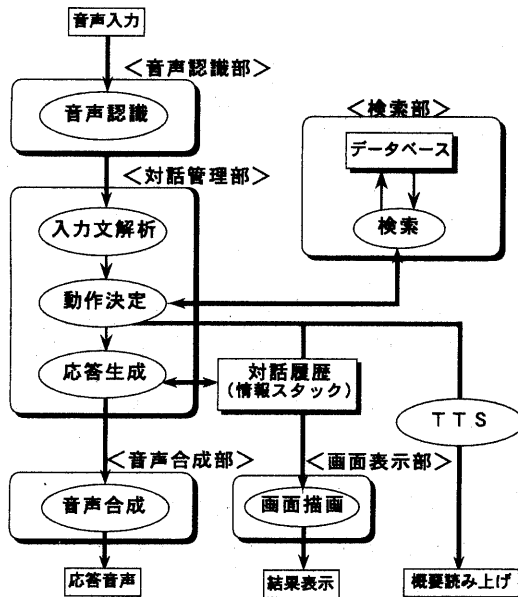 音声入力
<音声認識部>
音声認識
<検索部>
データベース
検索
<対話管理部>
入力文解析
動作決定
応答生成
対話履歴
(情報スタック)
TTS
<音声合成部>
音声合成
<画面表示部>
画面描画
応答音声
結果表示
概要読み上げ